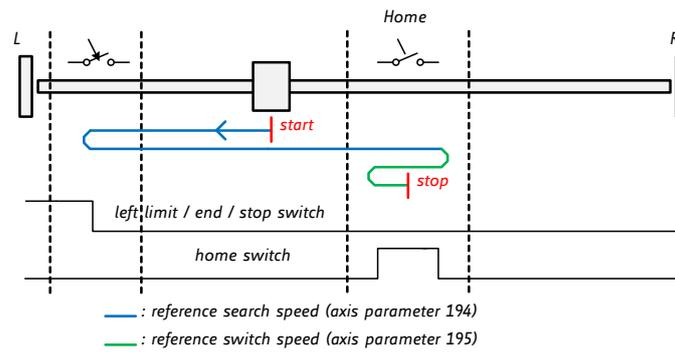 Home
L
R
start
stop
left limit / end / stop switch
home switch
: reference search speed (axis parameter 194)
: reference switch speed (axis parameter 195)